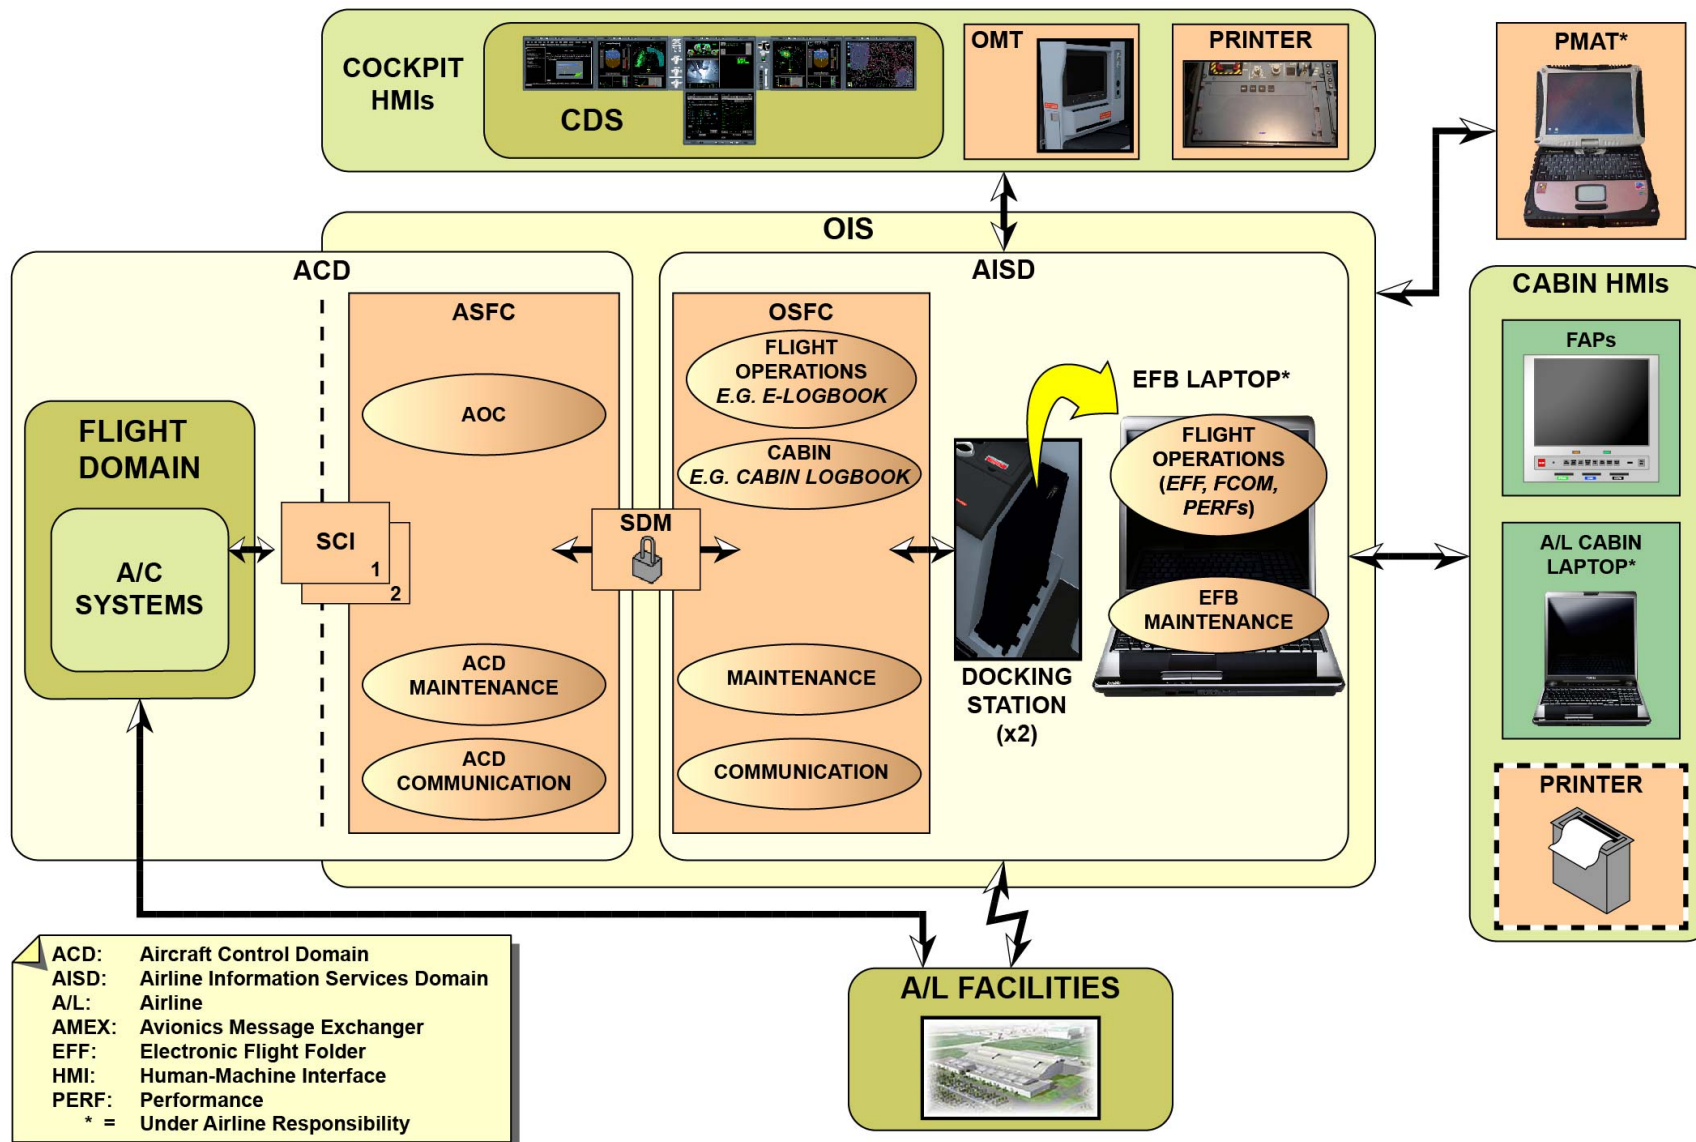 COCKPIT
HMIs
CDS
OMT
PRINTER
PMAT*
OIS
ACD
AISD
ASFC
AOC
ACD
MAINTENANCE
ACD
COMMUNICATION
FLIGHT
DOMAIN
A/C
SYSTEMS
SCI
1
2
SDM
OSFC
FLIGHT
OPERATIONS
E.G. E-LOGBOOK
CABIN
E.G. CABIN LOGBOOK
MAINTENANCE
COMMUNICATION
DOCKING
STATION
(x2)
EFB LAPTOP*
FLIGHT
OPERATIONS
(EFF, FCOM,
PERFs)
EFB
MAINTENANCE
CABIN HMIs
FAPs
A/L CABIN
LAPTOP*
PRINTER
A/L FACILITIES
ACD: Aircraft Control Domain
AISD: Airline Information Services Domain
A/L: Airline
AMEX: Avionics Message Exchanger
EFF: Electronic Flight Folder
HMI: Human-Machine Interface
PERF: Performance
* = Under Airline Responsibility